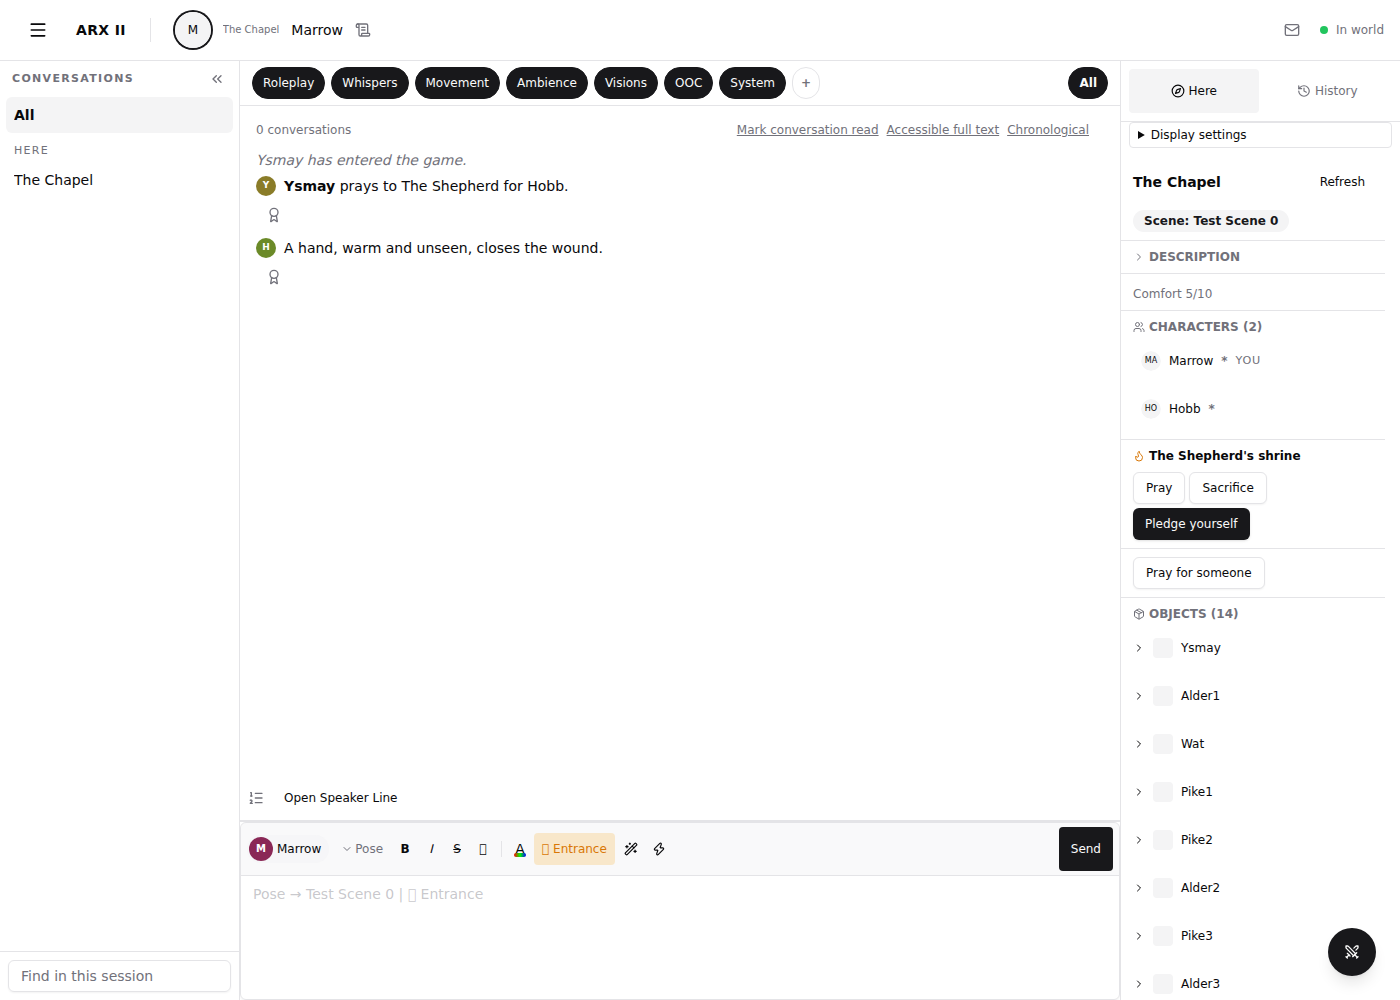 ARX II
M
The Chapel
Marrow
In world
CONVERSATIONS
All
HERE
The Chapel
Find in this session
Roleplay
Whispers
Movement
Ambience
Visions
OOC
System
+
All
0 conversations
Mark conversation read
Accessible full text
Chronological
Ysmay has entered the game.
Y
Ysmay prays to The Shepherd for Hobb.
H
A hand, warm and unseen, closes the wound.
Open Speaker Line
M
Marrow
Pose
B
I
S
A
Entrance
Send
Pose → Test Scene 0 | Entrance
Here
History
Display settings
The Chapel
Refresh
Scene: Test Scene 0
DESCRIPTION
Comfort 5/10
CHARACTERS (2)
MA
Marrow * YOU
HO
Hobb *
The Shepherd's shrine
Pray
Sacrifice
Pledge yourself
Pray for someone
OBJECTS (14)
Ysmay
Alder1
Wat
Pike1
Pike2
Alder2
Pike3
Alder3